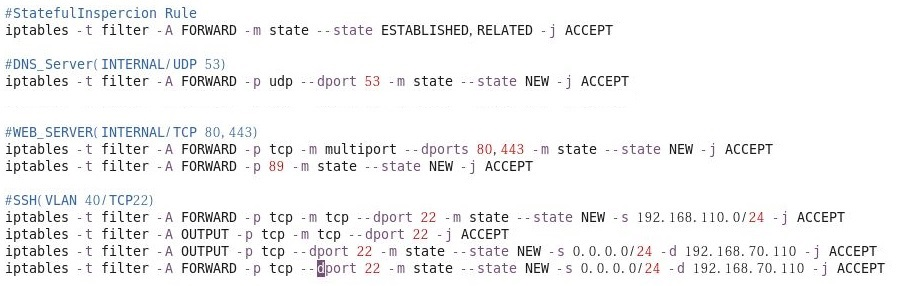 #StatefulInspercion Rule
iptables -t filter -A FORWARD -m state --state ESTABLISHED,RELATED -j ACCEPT
#DNS_Server(INTERNAL/UDP 53)
iptables -t filter -A FORWARD -p udp --dport 53 -m state --state NEW -j ACCEPT
#WEB_SERVER(INTERNAL/TCP 80,443)
iptables -t filter -A FORWARD -p tcp -m multiport --dports 80,443 -m state --state NEW -j ACCEPT
iptables -t filter -A FORWARD -p 89 -m state --state NEW -j ACCEPT
#SSH(VLAN 40/TCP22)
iptables -t filter -A FORWARD -p tcp -m tcp --dport 22 -m state --state NEW -s 192.168.110.0/24 -j ACCEPT
iptables -t filter -A OUTPUT -p tcp -m tcp --dport 22 -j ACCEPT
iptables -t filter -A OUTPUT -p tcp --dport 22 -m state --state NEW -s 0.0.0.0/24 -d 192.168.70.110 -j ACCEPT
iptables -t filter -A FORWARD -p tcp --dport 22 -m state --state NEW -s 0.0.0.0/24 -d 192.168.70.110 -j ACCEPT